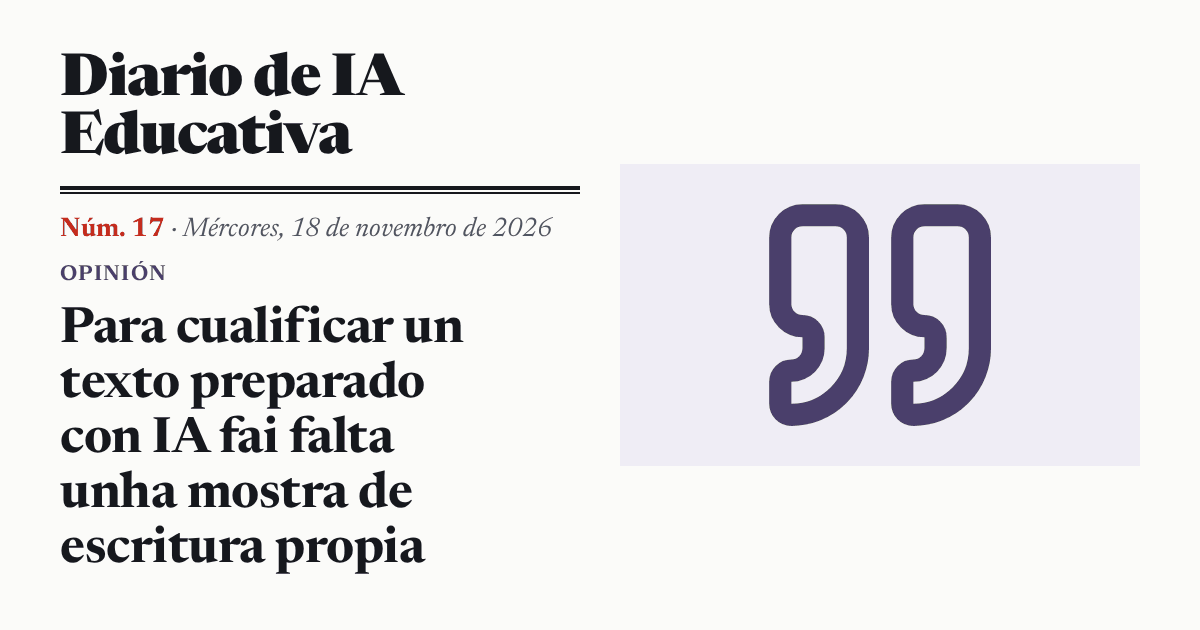 Diario de IA
Educativa
Núm. 17 · Mércores, 18 de novembro de 2026
OPINIÓN
Para cualificar un
texto preparado
con IA fai falta
unha mostra de
escritura propia